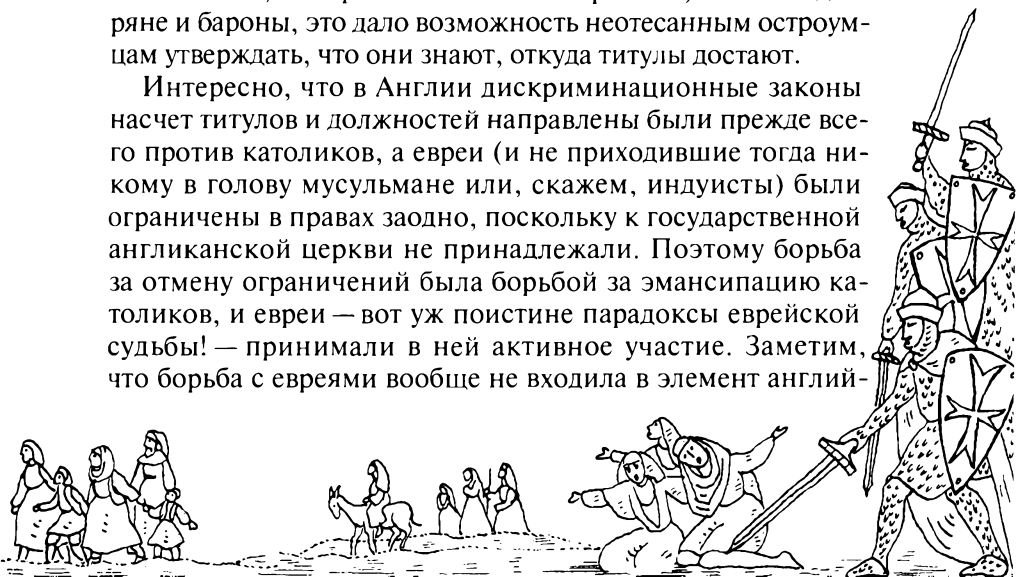 ряне и бароны, это дало возможность неотесанным остроум-
цам утверждать, что они знают, откуда титулы достают.
Интересно, что в Англии дискриминационные законы
насчет титулов и должностей направлены были прежде все-
го против католиков, а евреи (и не приходившие тогда ни-
кому в голову мусульмане или, скажем, индуисты) были
ограничены в правах заодно, поскольку к государственной
англиканской церкви не принадлежали. Поэтому борьба
за отмену ограничений была борьбой за эмансипацию ка-
толиков, и евреи — вот уж поистине парадоксы еврейской
судьбы! — принимали в ней активное участие. Заметим,
что борьба с евреями вообще не входила в элемент англий-